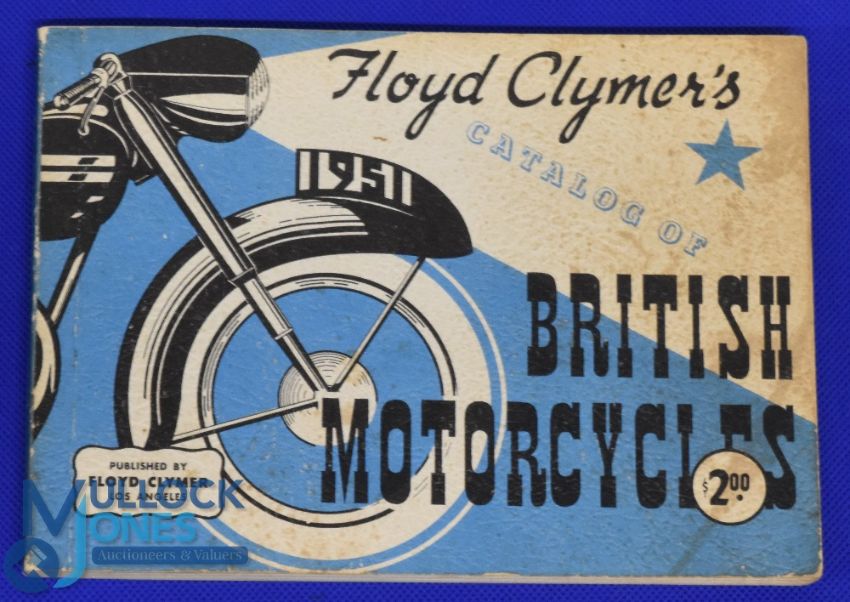 Floyd Clymer's
CATALOG OF
1951
BRITISH
MOTORCYCLES
$2.00
PUBLISHED BY
FLOYD CLYMER
LOS ANGELES
MULLOCK
JONES
Auctioneers & Valuers